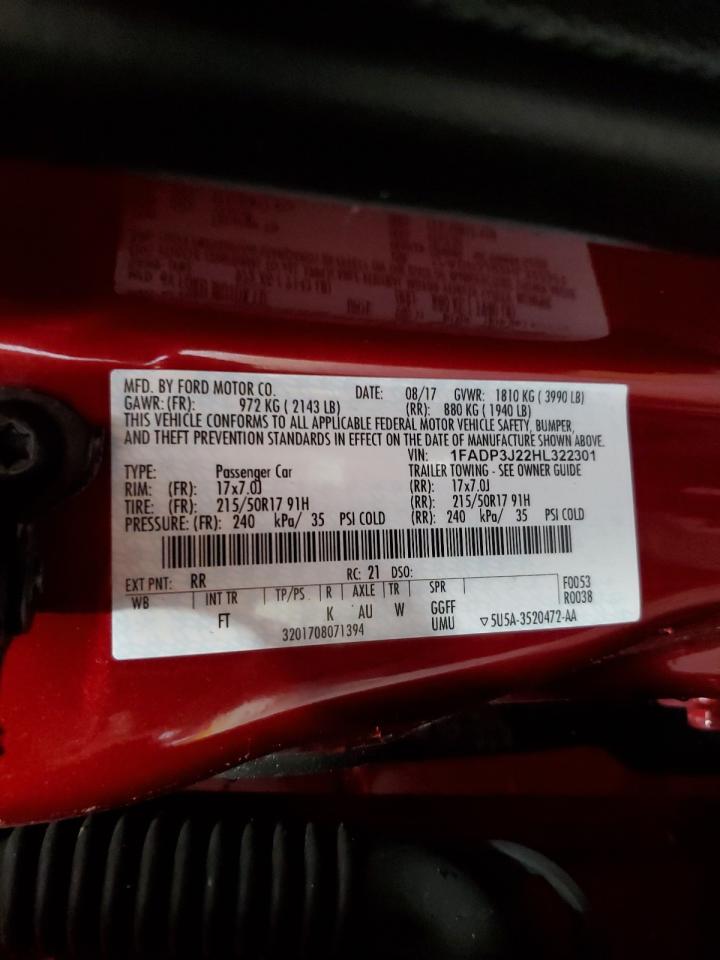 MFD. BY FORD MOTOR CO. DATE: 08/17 GVWR: 1810 KG ( 3990 LB)
GAWR: (FR): 972 KG ( 2143 LB) (RR): 880 KG ( 1940 LB)
THIS VEHICLE CONFORMS TO ALL APPLICABLE FEDERAL MOTOR VEHICLE SAFETY, BUMPER,
AND THEFT PREVENTION STANDARDS IN EFFECT ON THE DATE OF MANUFACTURE SHOWN ABOVE.
VIN: 1FADP3J22HL322301
TYPE: Passenger Car TRAILER TOWING - SEE OWNER GUIDE
RIM: (FR): 17x7.0J (RR): 17x7.0J
TIRE: (FR): 215/50R17 91H (RR): 215/50R17 91H
PRESSURE: (FR): 240 kPa/ 35 PSI COLD (RR): 240 kPa/ 35 PSI COLD
EXT PNT: RR RC: 21 DSO: F0053
WB INT TR TP/PS R AXLE TR SPR R0038
FT K AU W GGFF
3201708071394 UMU ▽5U5A-3520472-AA